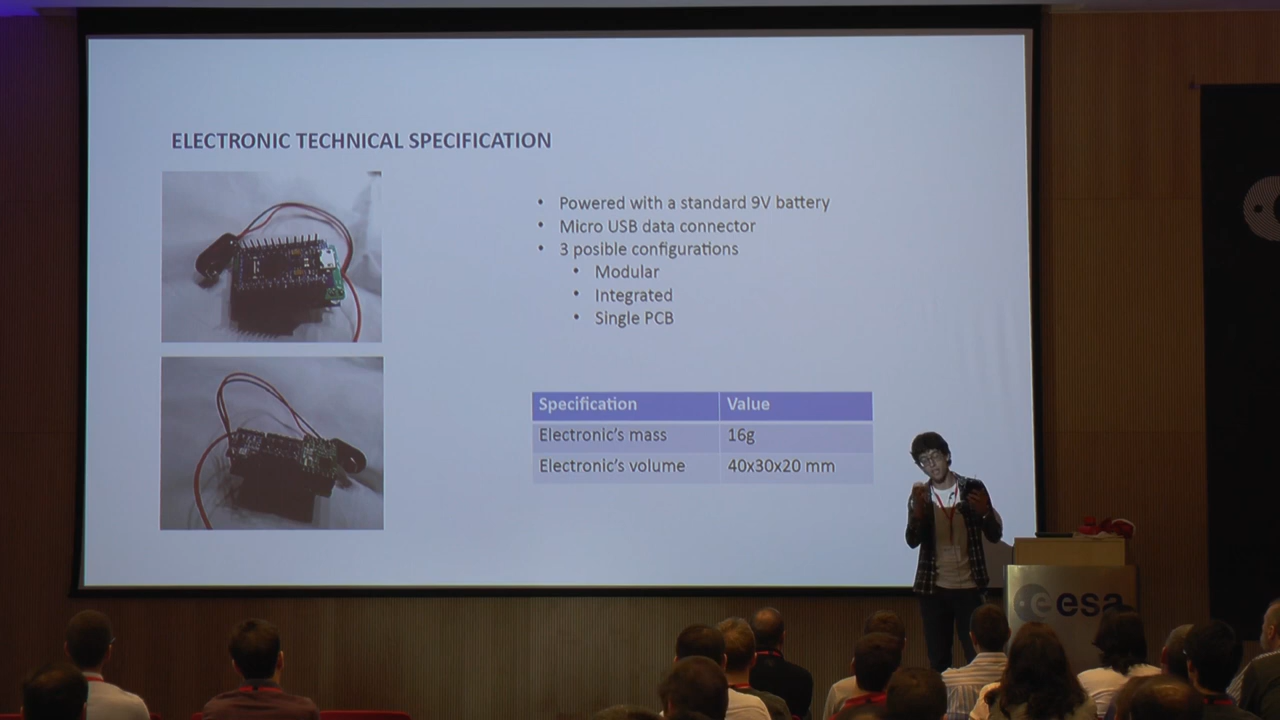 ELECTRONIC TECHNICAL SPECIFICATION
• Powered with a standard 9V battery
• Micro USB data connector
• 3 posible configurations
• Modular
• Integrated
• Single PCB
Specification Value
Electronic's mass 16g
Electronic's volume 40x30x20 mm
esa